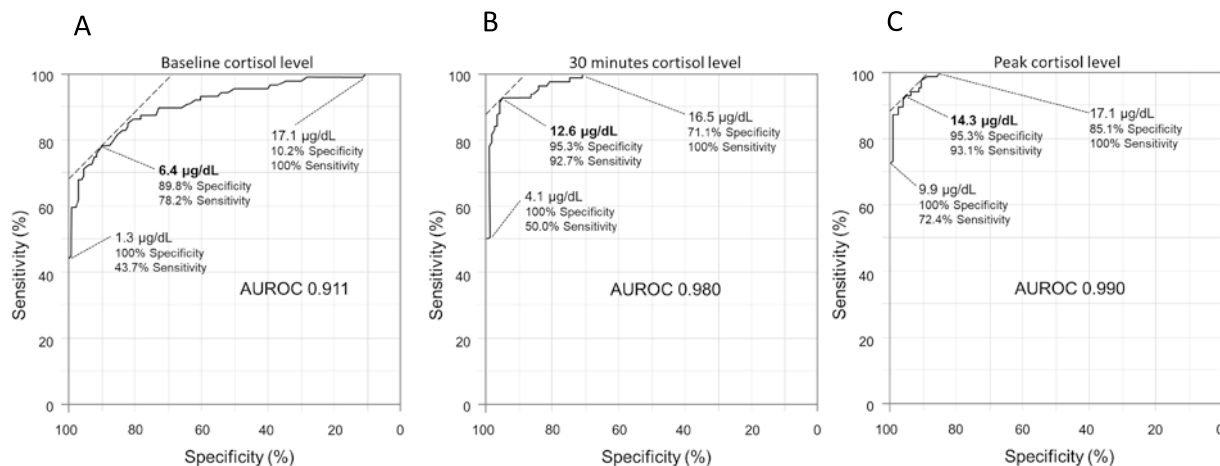 A
Baseline cortisol level
100
80
60
40
20
0
Sensitivity (%)
17.1 µg/dL
10.2% Specificity
100% Sensitivity
6.4 µg/dL
89.8% Specificity
78.2% Sensitivity
1.3 µg/dL
100% Specificity
43.7% Sensitivity
AUROC 0.911
100 80 60 40 20 0
Specificity (%)
B
30 minutes cortisol level
100
80
60
40
20
0
Sensitivity (%)
16.5 µg/dL
71.1% Specificity
100% Sensitivity
12.6 µg/dL
95.3% Specificity
92.7% Sensitivity
4.1 µg/dL
100% Specificity
50.0% Sensitivity
AUROC 0.980
100 80 60 40 20 0
Specificity (%)
C
Peak cortisol level
100
80
60
40
20
0
Sensitivity (%)
17.1 µg/dL
85.1% Specificity
100% Sensitivity
14.3 µg/dL
95.3% Specificity
93.1% Sensitivity
9.9 µg/dL
100% Specificity
72.4% Sensitivity
AUROC 0.990
100 80 60 40 20 0
Specificity (%)